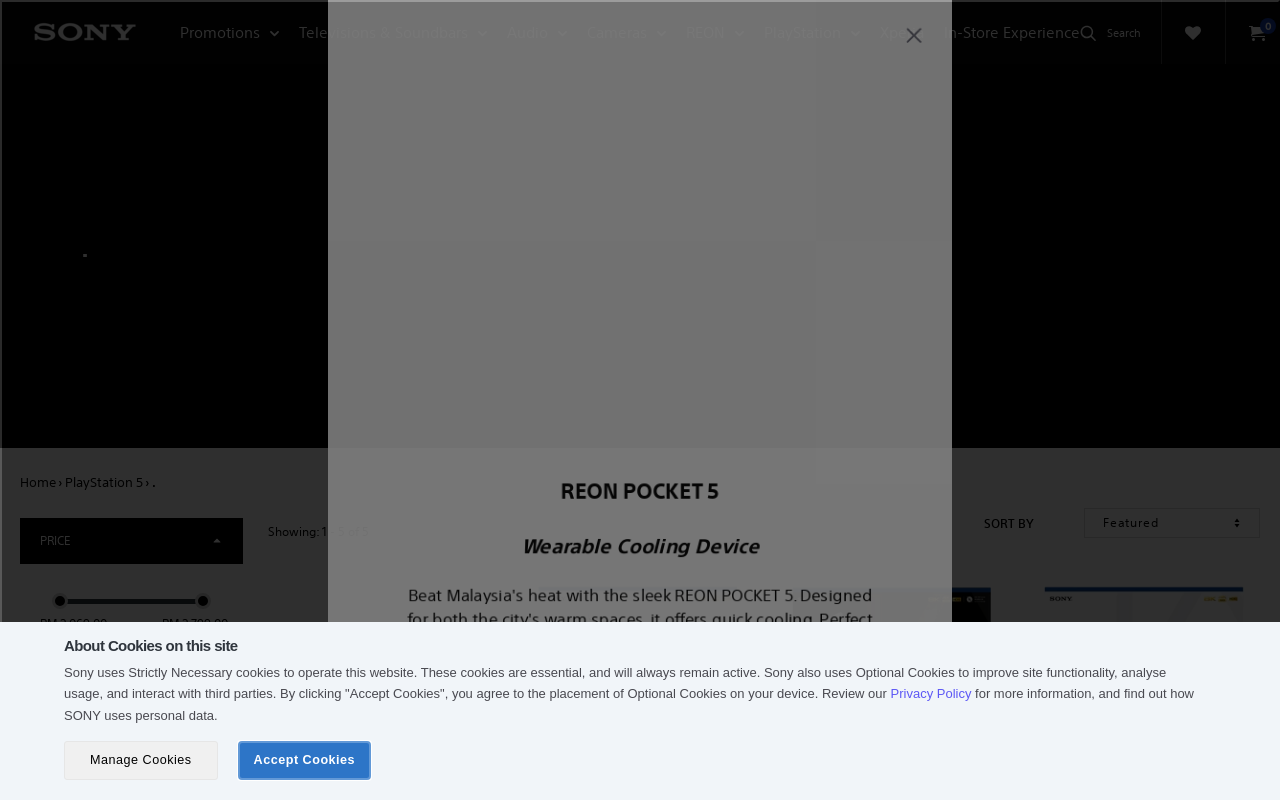 SONY
Promotions
Televisions & Soundbars
Audio
Cameras
REON
PlayStation
In-Store Experience
Search
0
REON POCKET 5
Home › PlayStation 5 › .
Showing: 1
SORT BY
Featured
PRICE
Wearable Cooling Device
Beat Malaysia's heat with the sleek REON POCKET 5. Designed
for both the city's warm spaces, it offers quick cooling. Perfect
About Cookies on this site
Sony uses Strictly Necessary cookies to operate this website. These cookies are essential, and will always remain active. Sony also uses Optional Cookies to improve site functionality, analyse
usage, and interact with third parties. By clicking "Accept Cookies", you agree to the placement of Optional Cookies on your device. Review our Privacy Policy for more information, and find out how
SONY uses personal data.
Manage Cookies
Accept Cookies